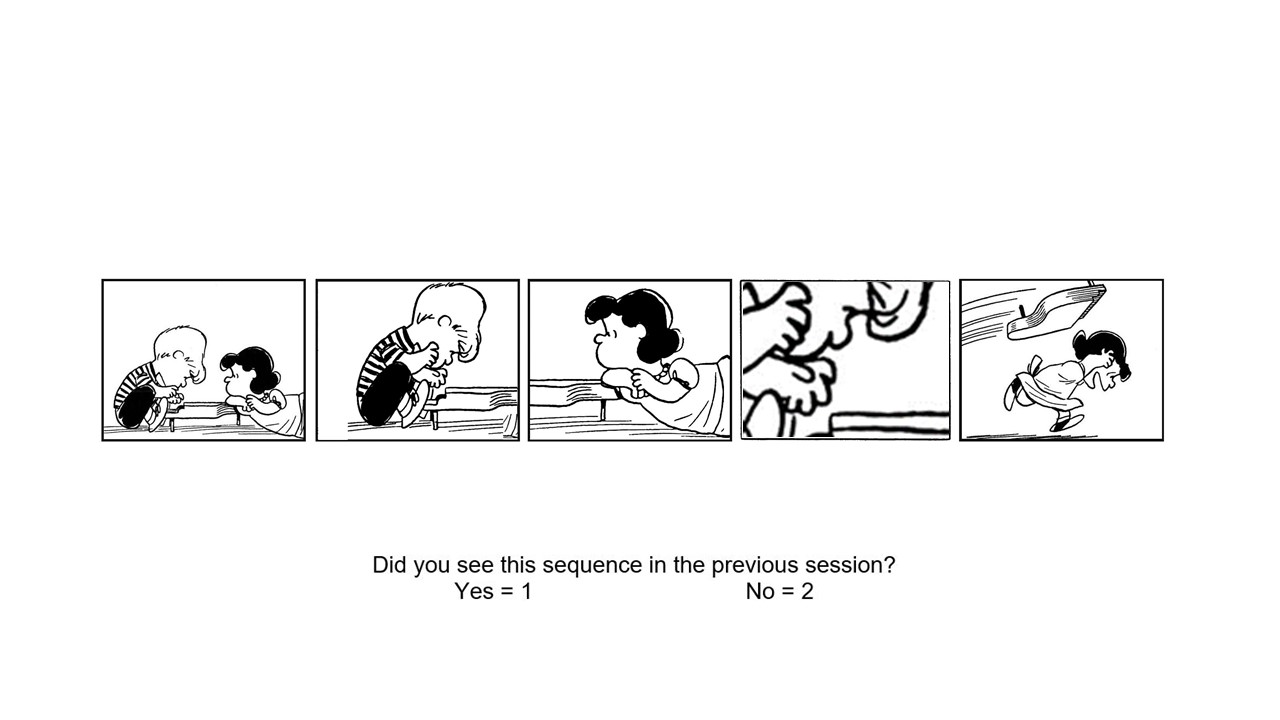 Did you see this sequence in the previous session?
Yes = 1 No = 2